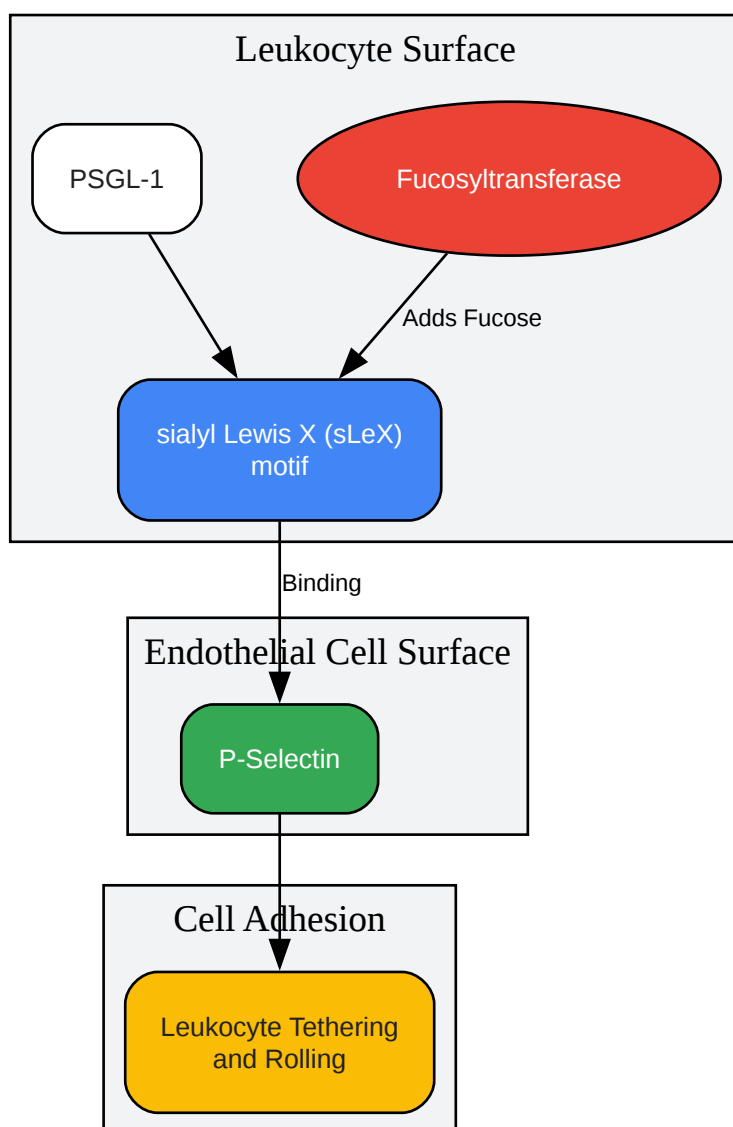 Leukocyte Surface
PSGL-1
Fucosyltransferase
Adds Fucose
sialyl Lewis X (sLeX)
motif
Binding
Endothelial Cell Surface
P-Selectin
Cell Adhesion
Leukocyte Tethering
and Rolling